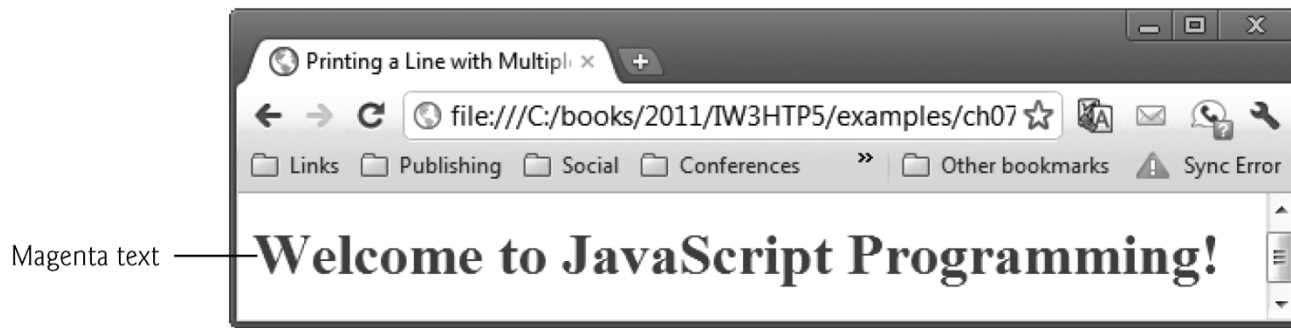 Printing a Line with Multipl
file:///C:/books/2011/IW3HTP5/examples/ch07
Links Publishing Social Conferences » Other bookmarks Sync Error
Magenta text
Welcome to JavaScript Programming!